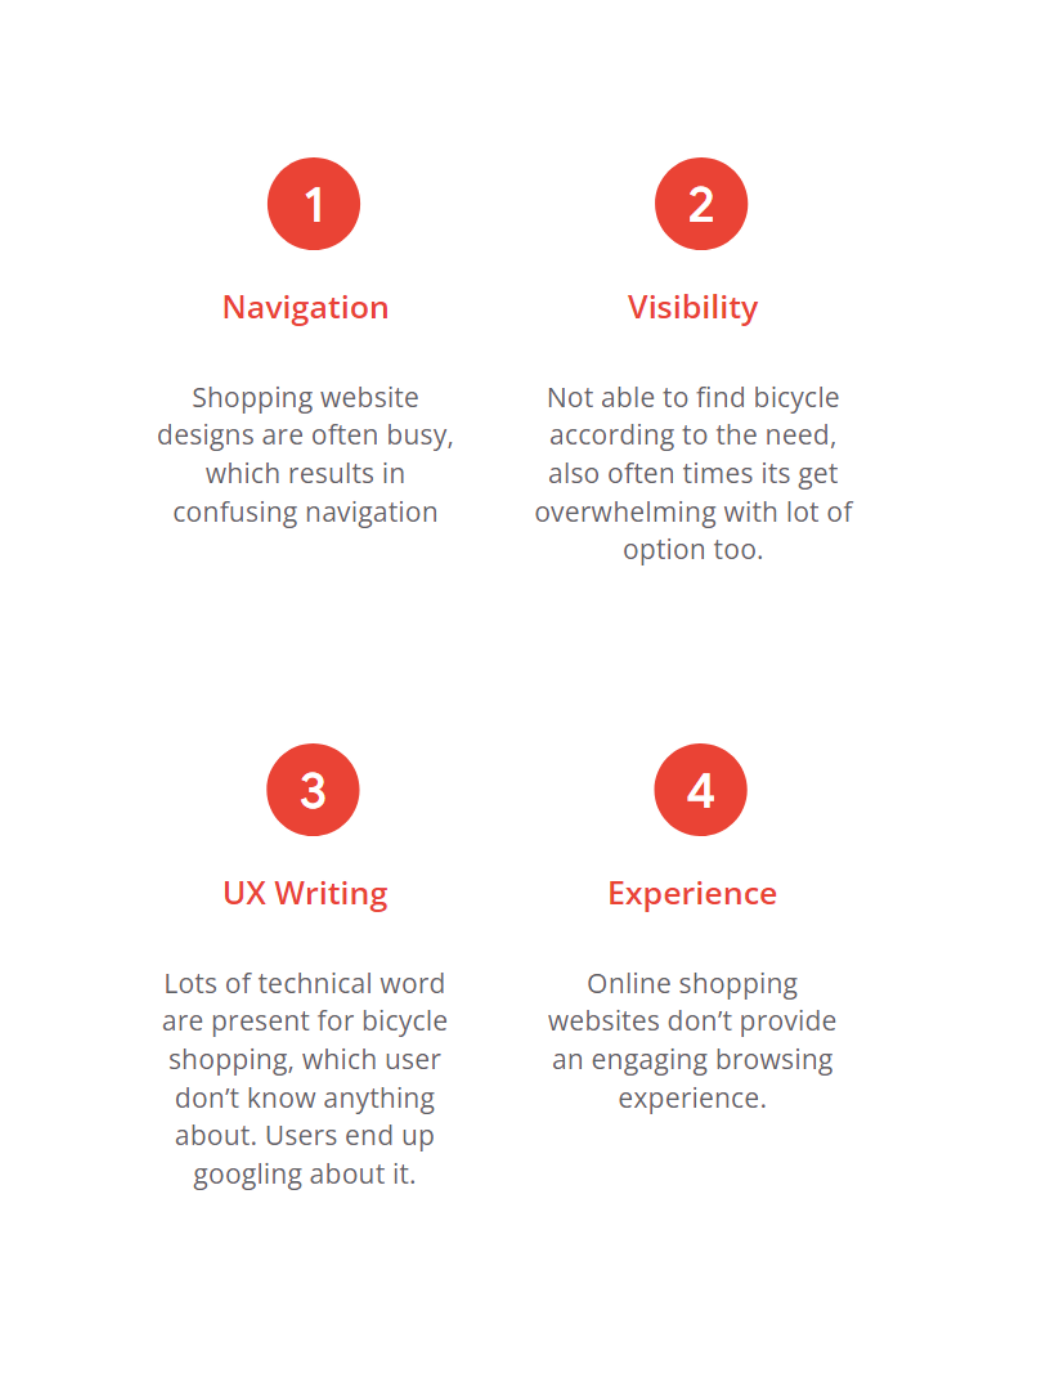 1
Navigation
Shopping website
designs are often busy,
which results in
confusing navigation
2
Visibility
Not able to find bicycle
according to the need,
also often times its get
overwhelming with lot of
option too.
3
UX Writing
Lots of technical word
are present for bicycle
shopping, which user
don’t know anything
about. Users end up
googling about it.
4
Experience
Online shopping
websites don’t provide
an engaging browsing
experience.